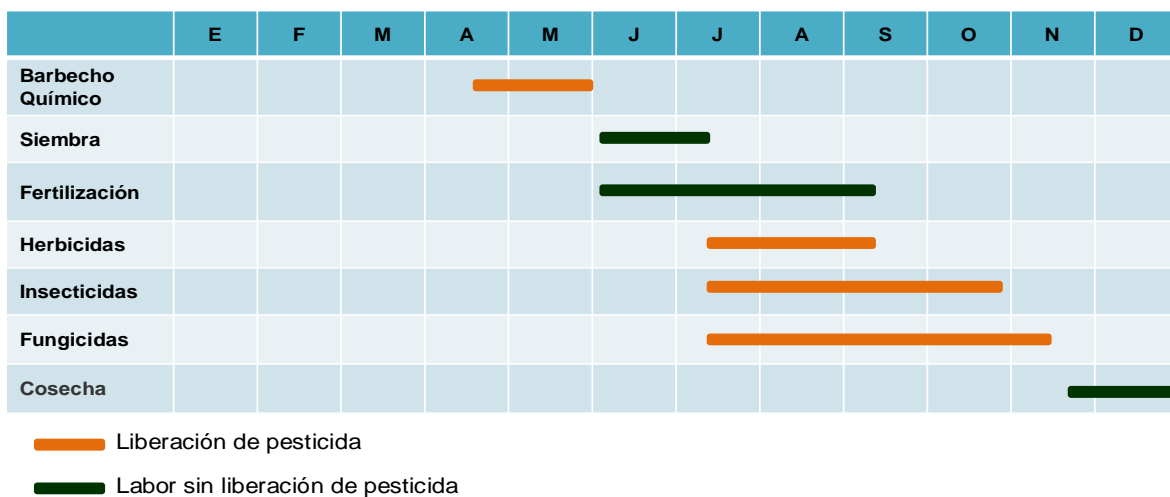 E F M A M J J A S O N D
Barbecho
Químico
Siembra
Fertilización
Herbicidas
Insecticidas
Fungicidas
Cosecha
Liberación de pesticida
Labor sin liberación de pesticida